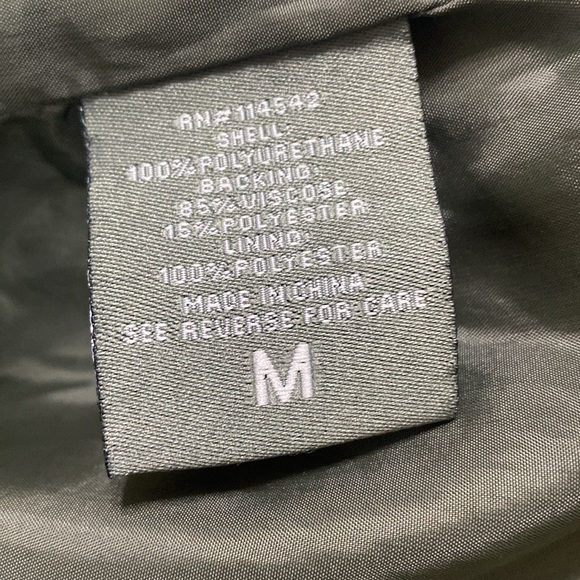 RN#114542
SHELL:
100%POLYURETHANE
BACKING:
85%VISCOSE
15%POLYESTER
LINING:
100%POLYESTER
MADE IN CHINA
SEE REVERSE FOR CARE
M